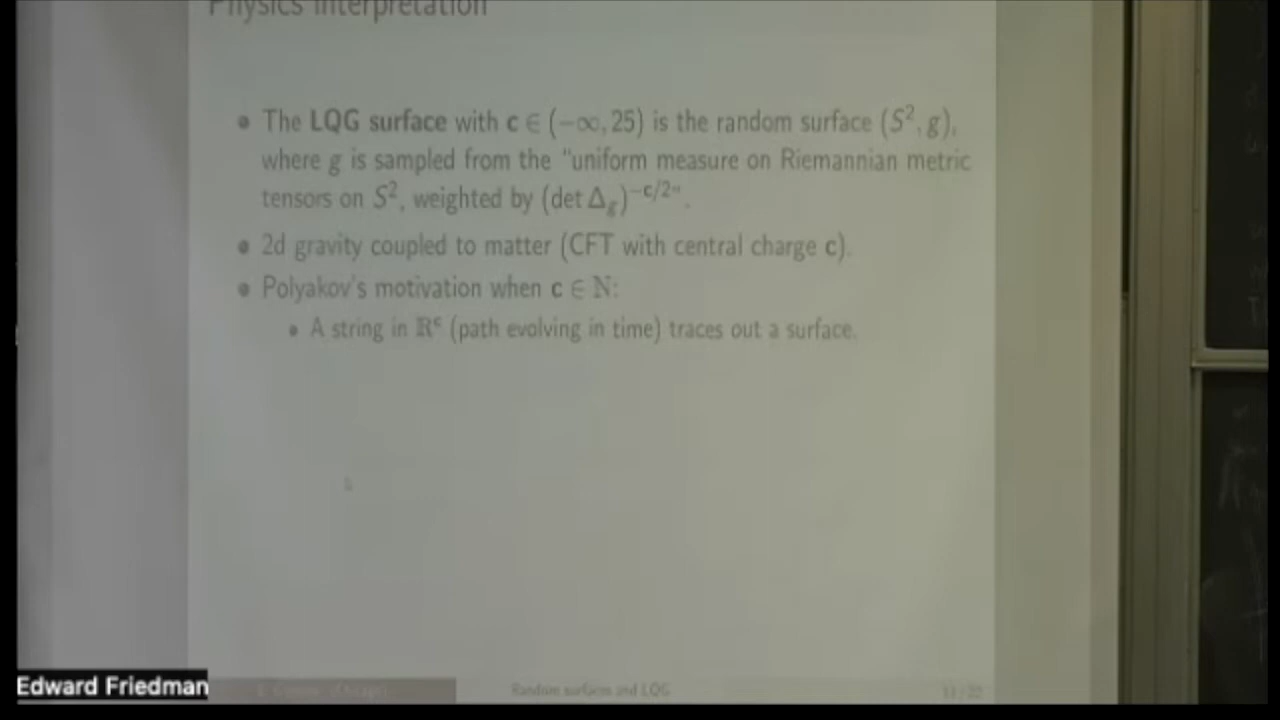 Physics Interpretation
• The LQG surface with c ∈ (−∞, 25) is the random surface (S², g),
where g is sampled from the "uniform measure on Riemannian metric
tensors on S², weighted by (det Δ_g)^{−c/2}".
• 2d gravity coupled to matter (CFT with central charge c).
• Polyakov's motivation when c ∈ ℕ:
• A string in ℝ^c (path evolving in time) traces out a surface.
Edward Friedman
Random surfaces and LQG